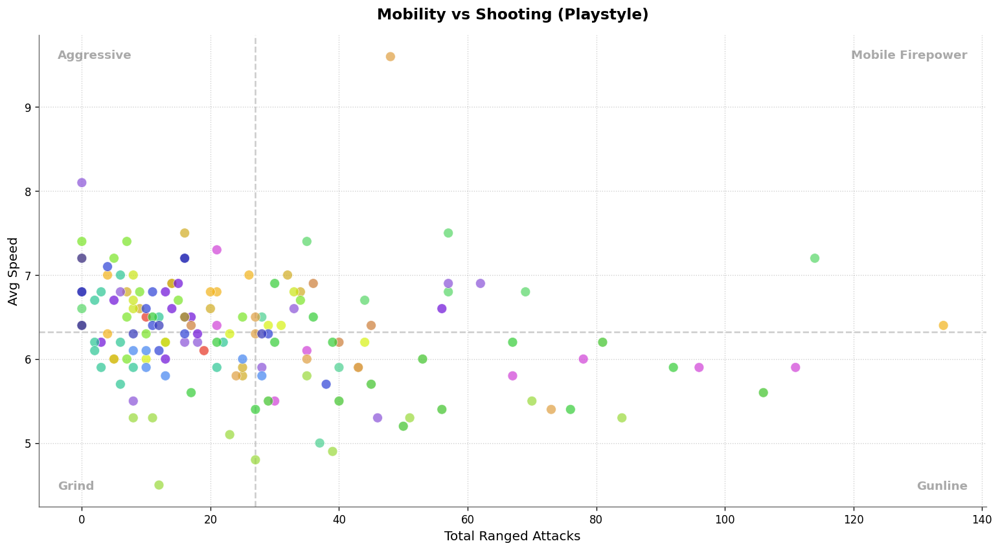 Mobility vs Shooting (Playstyle)
Aggressive
Mobile Firepower
9
8
7
6
5
Avg Speed
Grind
Gunline
0
20
40
60
80
100
120
140
Total Ranged Attacks